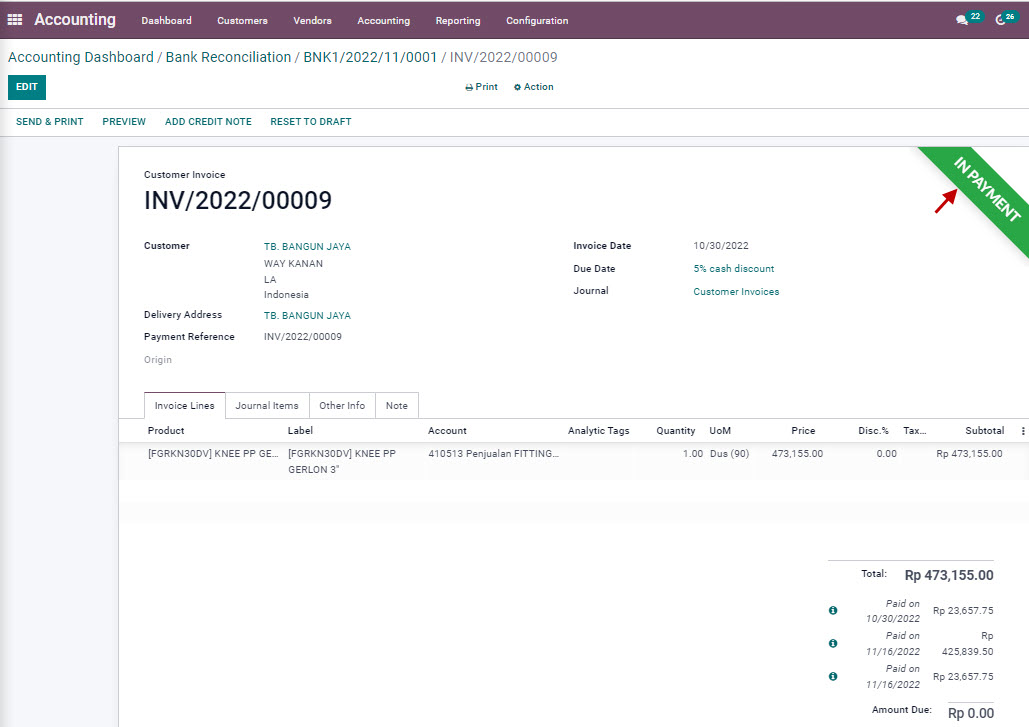 Accounting Dashboard Customers Vendors Accounting Reporting Configuration 22 26
Accounting Dashboard / Bank Reconciliation / BNK1/2022/11/0001 / INV/2022/00009
EDIT Print Action
SEND & PRINT PREVIEW ADD CREDIT NOTE RESET TO DRAFT
IN PAYMENT
Customer Invoice
INV/2022/00009
Customer TB. BANGUN JAYA Invoice Date 10/30/2022
WAY KANAN Due Date 5% cash discount
LA
Indonesia Journal Customer Invoices
Delivery Address TB. BANGUN JAYA
Payment Reference INV/2022/00009
Origin
Invoice Lines Journal Items Other Info Note
Product Label Account Analytic Tags Quantity UoM Price Disc.% Tax... Subtotal
[FGRKN30DV] KNEE PP GE... [FGRKN30DV] KNEE PP 410513 Penjualan FITTING... 1.00 Dus (90) 473,155.00 0.00 Rp 473,155.00
GERLON 3"
Total: Rp 473,155.00
Paid on
10/30/2022 Rp 23,657.75
Paid on Rp
11/16/2022 425,839.50
Paid on
11/16/2022 Rp 23,657.75
Amount Due: Rp 0.00